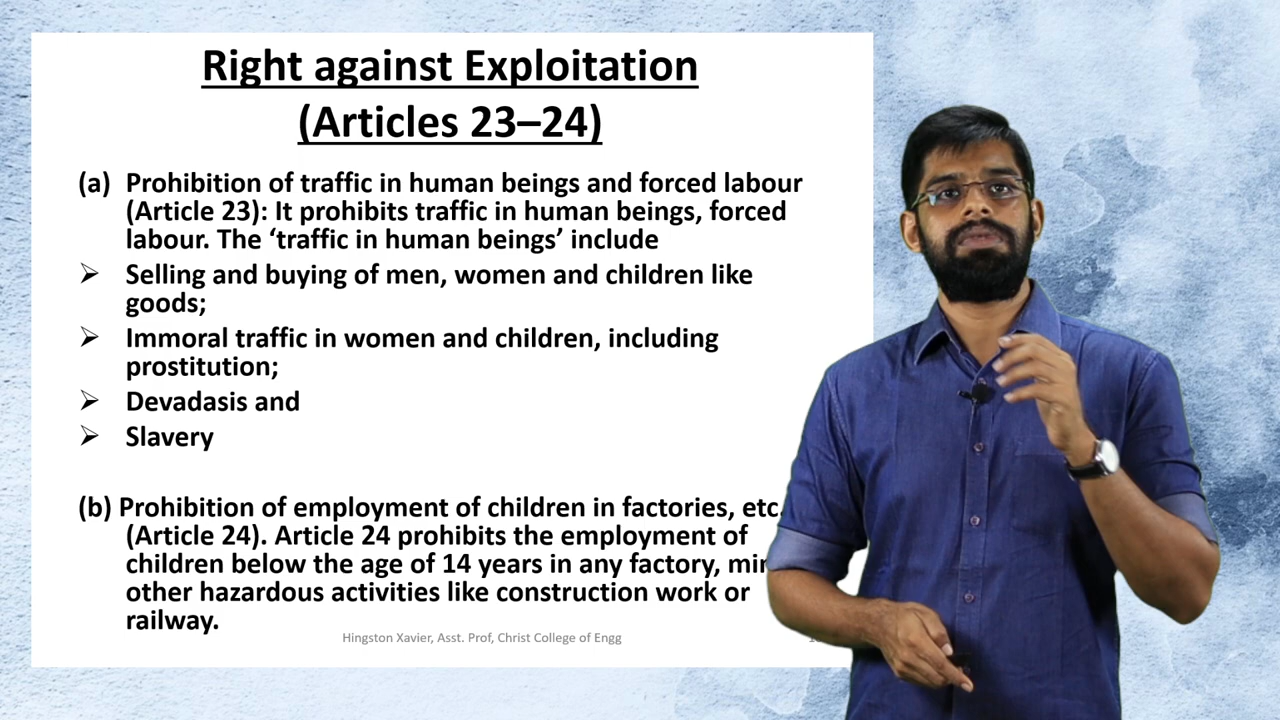 Right against Exploitation
(Articles 23–24)
(a) Prohibition of traffic in human beings and forced labour
(Article 23): It prohibits traffic in human beings, forced
labour. The ‘traffic in human beings’ include
➢ Selling and buying of men, women and children like
goods;
➢ Immoral traffic in women and children, including
prostitution;
➢ Devadasis and
➢ Slavery
(b) Prohibition of employment of children in factories, etc.
(Article 24). Article 24 prohibits the employment of
children below the age of 14 years in any factory,
other hazardous activities like construction work or
railway.
Hingston Xavier, Asst. Prof, Christ College of Engg